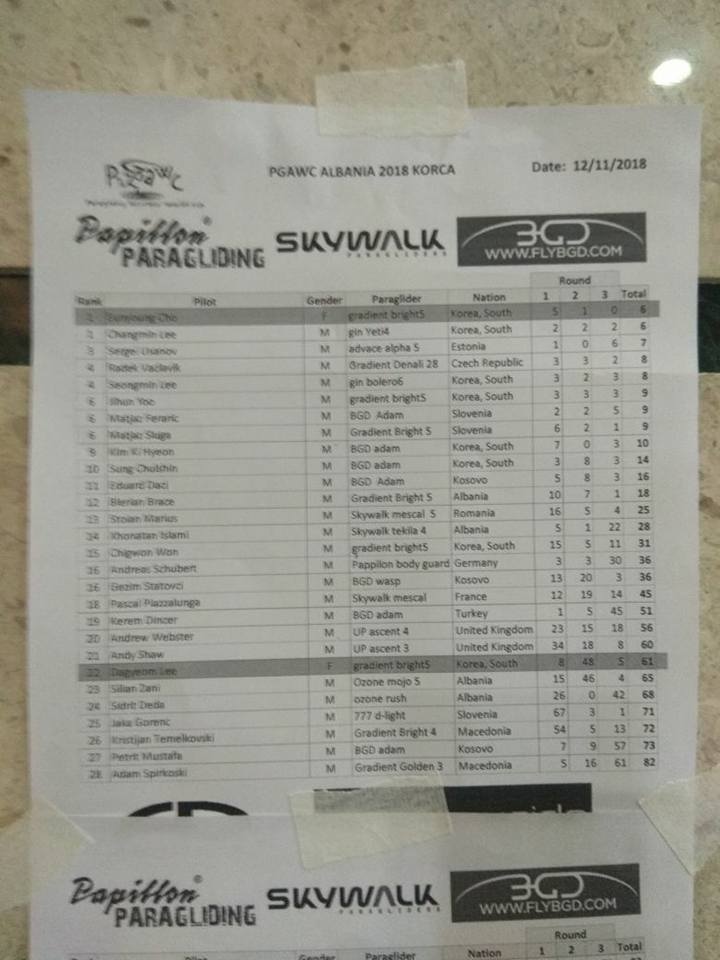 PGAWC
PGAWC ALBANIA 2018 KORCA
Date: 12/11/2018
Papillon PARAGLIDING
SKYWALK PARAGLIDERS
BGD WWW.FLYBGD.COM
Round
Rank Pilot Gender Paraglider Nation 1 2 3 Total
1 Eunyoung Cho F gradient bright5 Korea, South 5 1 0 6
1 Changmin Lee M gin Yeti4 Korea, South 2 2 2 6
3 Sergei Usanov M advace alpha 5 Estonia 1 0 6 7
4 Radek Vaclavik M Gradient Denali 28 Czech Republic 3 3 2 8
4 Seongmin Lee M gin bolero6 Korea, South 3 2 3 8
6 Jihun Yoo M gradient bright5 Korea, South 3 3 3 9
6 Matjaz Feraric M BGD Adam Slovenia 2 2 5 9
6 Matjaz Sluga M Gradient Bright 5 Slovenia 6 2 1 9
9 Kim Ki Hyeon M BGD adam Korea, South 7 0 3 10
10 Sung Chulshin M BGD adam Korea, South 3 8 3 14
11 Eduard Daci M BGD Adam Kosovo 5 8 3 16
12 Blerian Brace M Gradient Bright 5 Albania 10 7 1 18
13 Stoian Marius M Skywalk mescal 5 Romania 16 5 4 25
14 Khonatan Islami M Skywalk tekila 4 Albania 5 1 22 28
15 Chigwon Won M gradient bright5 Korea, South 15 5 11 31
16 Andreas Schubert M Pappilon body guard Germany 3 3 30 36
16 Gezim Statovci M BGD wasp Kosovo 13 20 3 36
18 Pascal Piazzalunga M Skywalk mescal France 12 19 14 45
19 Kerem Dincer M BGD adam Turkey 1 5 45 51
20 Andrew Webster M UP ascent 4 United Kingdom 23 15 18 56
21 Andy Shaw M UP ascent 3 United Kingdom 34 18 8 60
22 Dagyeom Lee F gradient bright5 Korea, South 8 48 5 61
23 Silian Zani M Ozone mojo 5 Albania 15 46 4 65
24 Sidrit Deda M ozone rush Albania 26 0 42 68
25 Jaka Gorenc M 777 d-light Slovenia 67 3 1 71
26 Kristijan Temelkovski M Gradient Bright 4 Macedonia 54 5 13 72
27 Petrit Mustafa M BGD adam Kosovo 7 9 57 73
28 Adam Spirkoski M Gradient Golden 3 Macedonia 5 16 61 82
Papillon PARAGLIDING
SKYWALK PARAGLIDERS
BGD WWW.FLYBGD.COM
Round
Rank Pilot Gender Paraglider Nation 1 2 3 Total